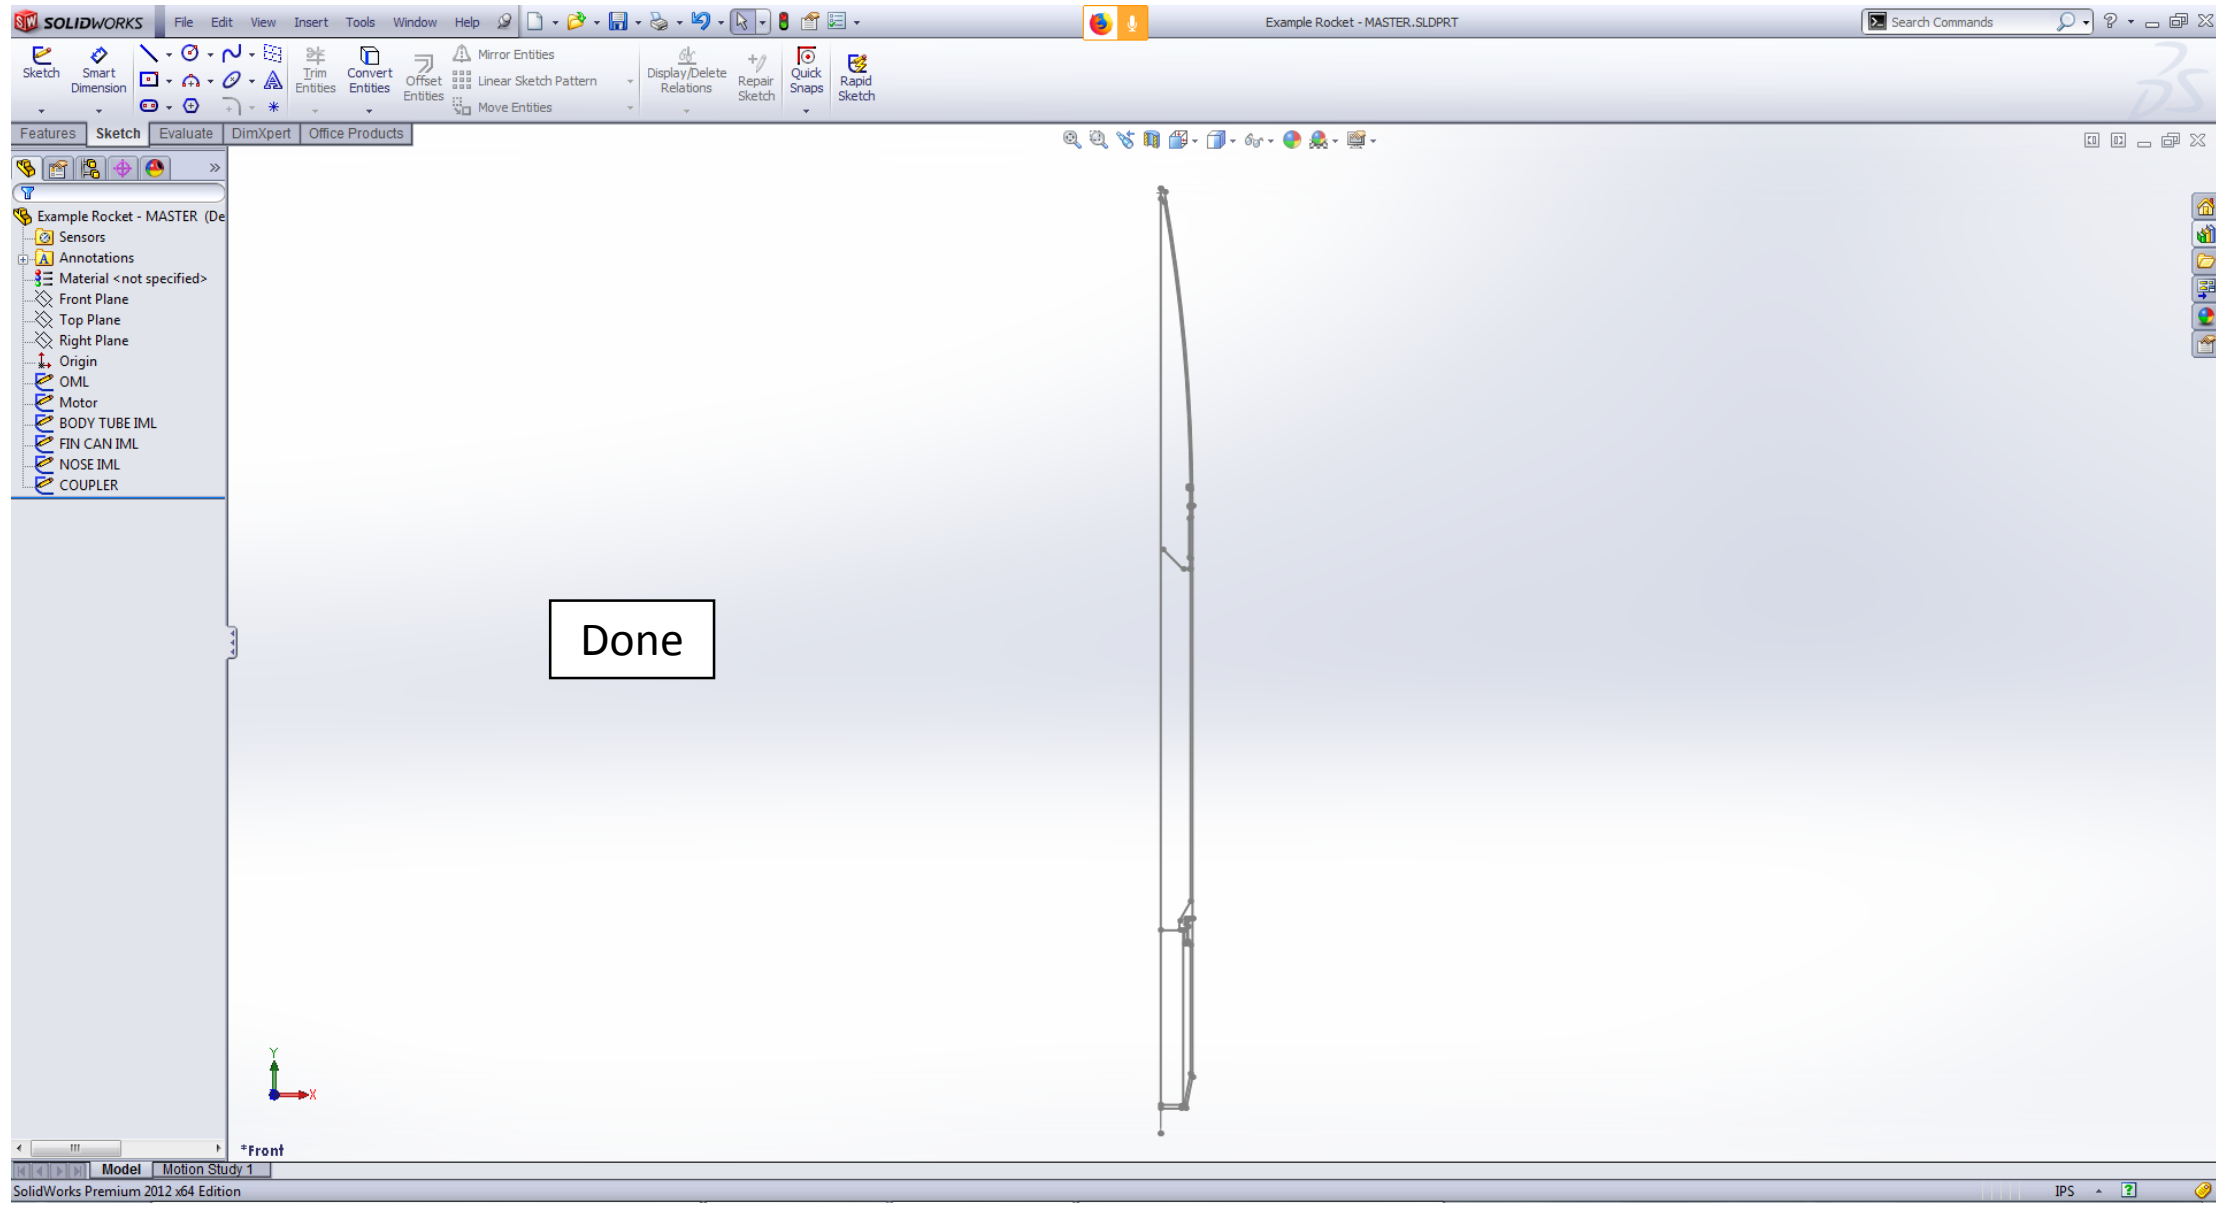 SOLIDWORKS File Edit View Insert Tools Window Help Example Rocket - MASTER.SLDPRT Search Commands
Sketch Smart Dimension Trim Entities Convert Entities Offset Entities Mirror Entities Linear Sketch Pattern Move Entities Display/Delete Relations Repair Sketch Quick Snaps Rapid Sketch
Features Sketch Evaluate DimXpert Office Products
Example Rocket - MASTER (De
Sensors
Annotations
Material <not specified>
Front Plane
Top Plane
Right Plane
Origin
OML
Motor
BODY TUBE IML
FIN CAN IML
NOSE IML
COUPLER
Done
Y
X
*Front
Model Motion Study 1
SolidWorks Premium 2012 x64 Edition IPS